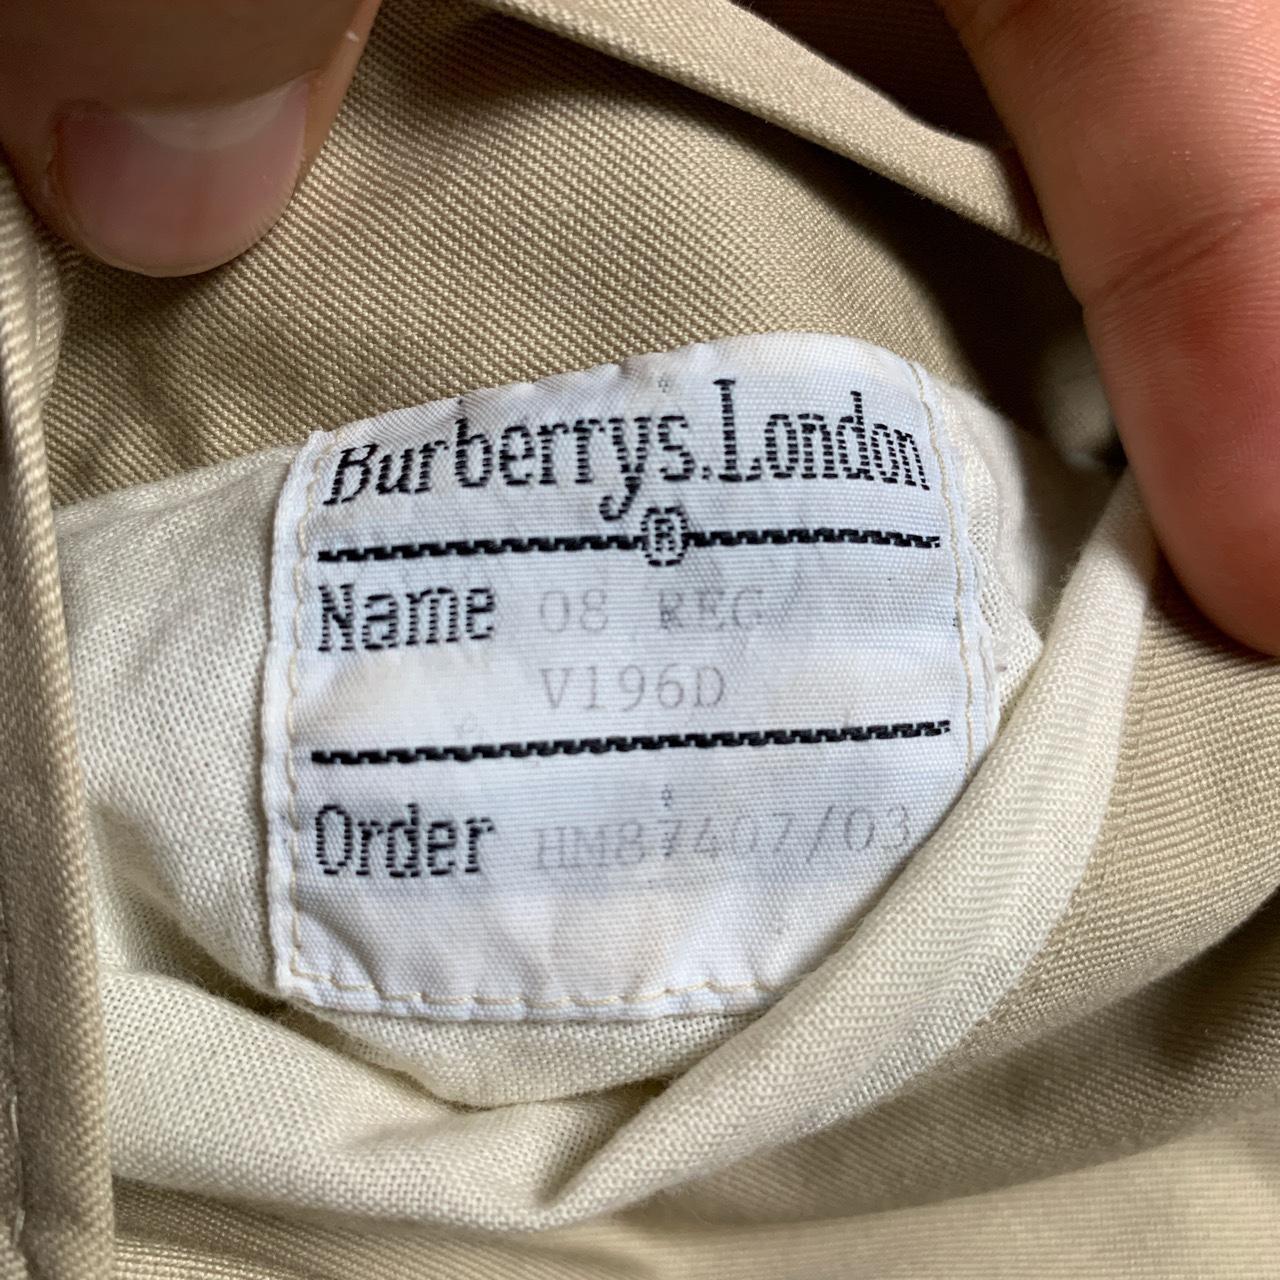 Burberrys.London
®
Name 08 REG
V196D
Order HM87407/03